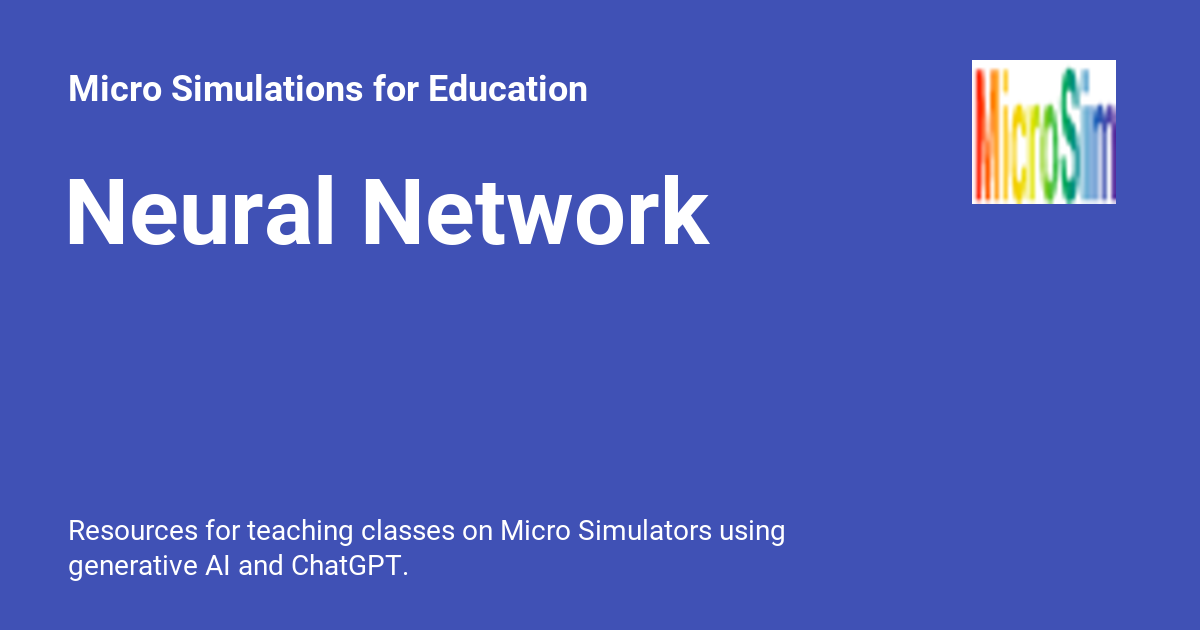 Micro Simulations for Education
MicroSim
Neural Network
Resources for teaching classes on Micro Simulators using
generative AI and ChatGPT.